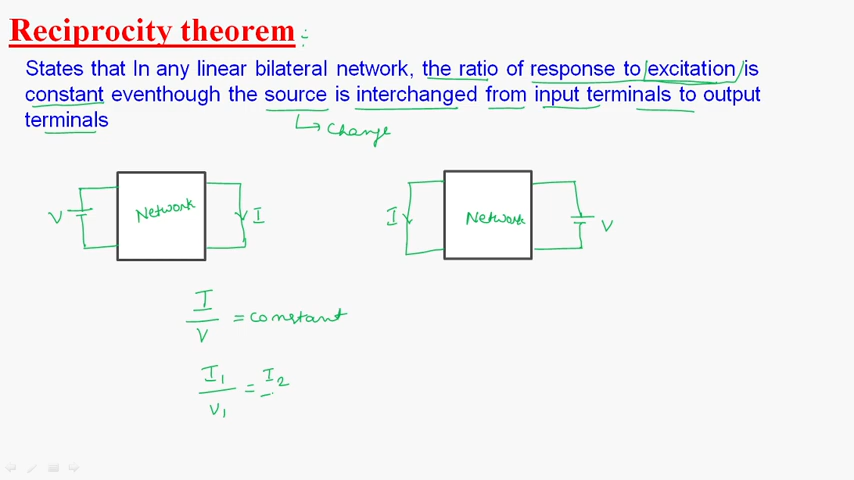 Reciprocity theorem :
States that In any linear bilateral network, the ratio of response to excitation is
constant eventhough the source is interchanged from input terminals to output
terminals
change
V Network I
I Network V
I
V
= constant
I1
V1
= I2